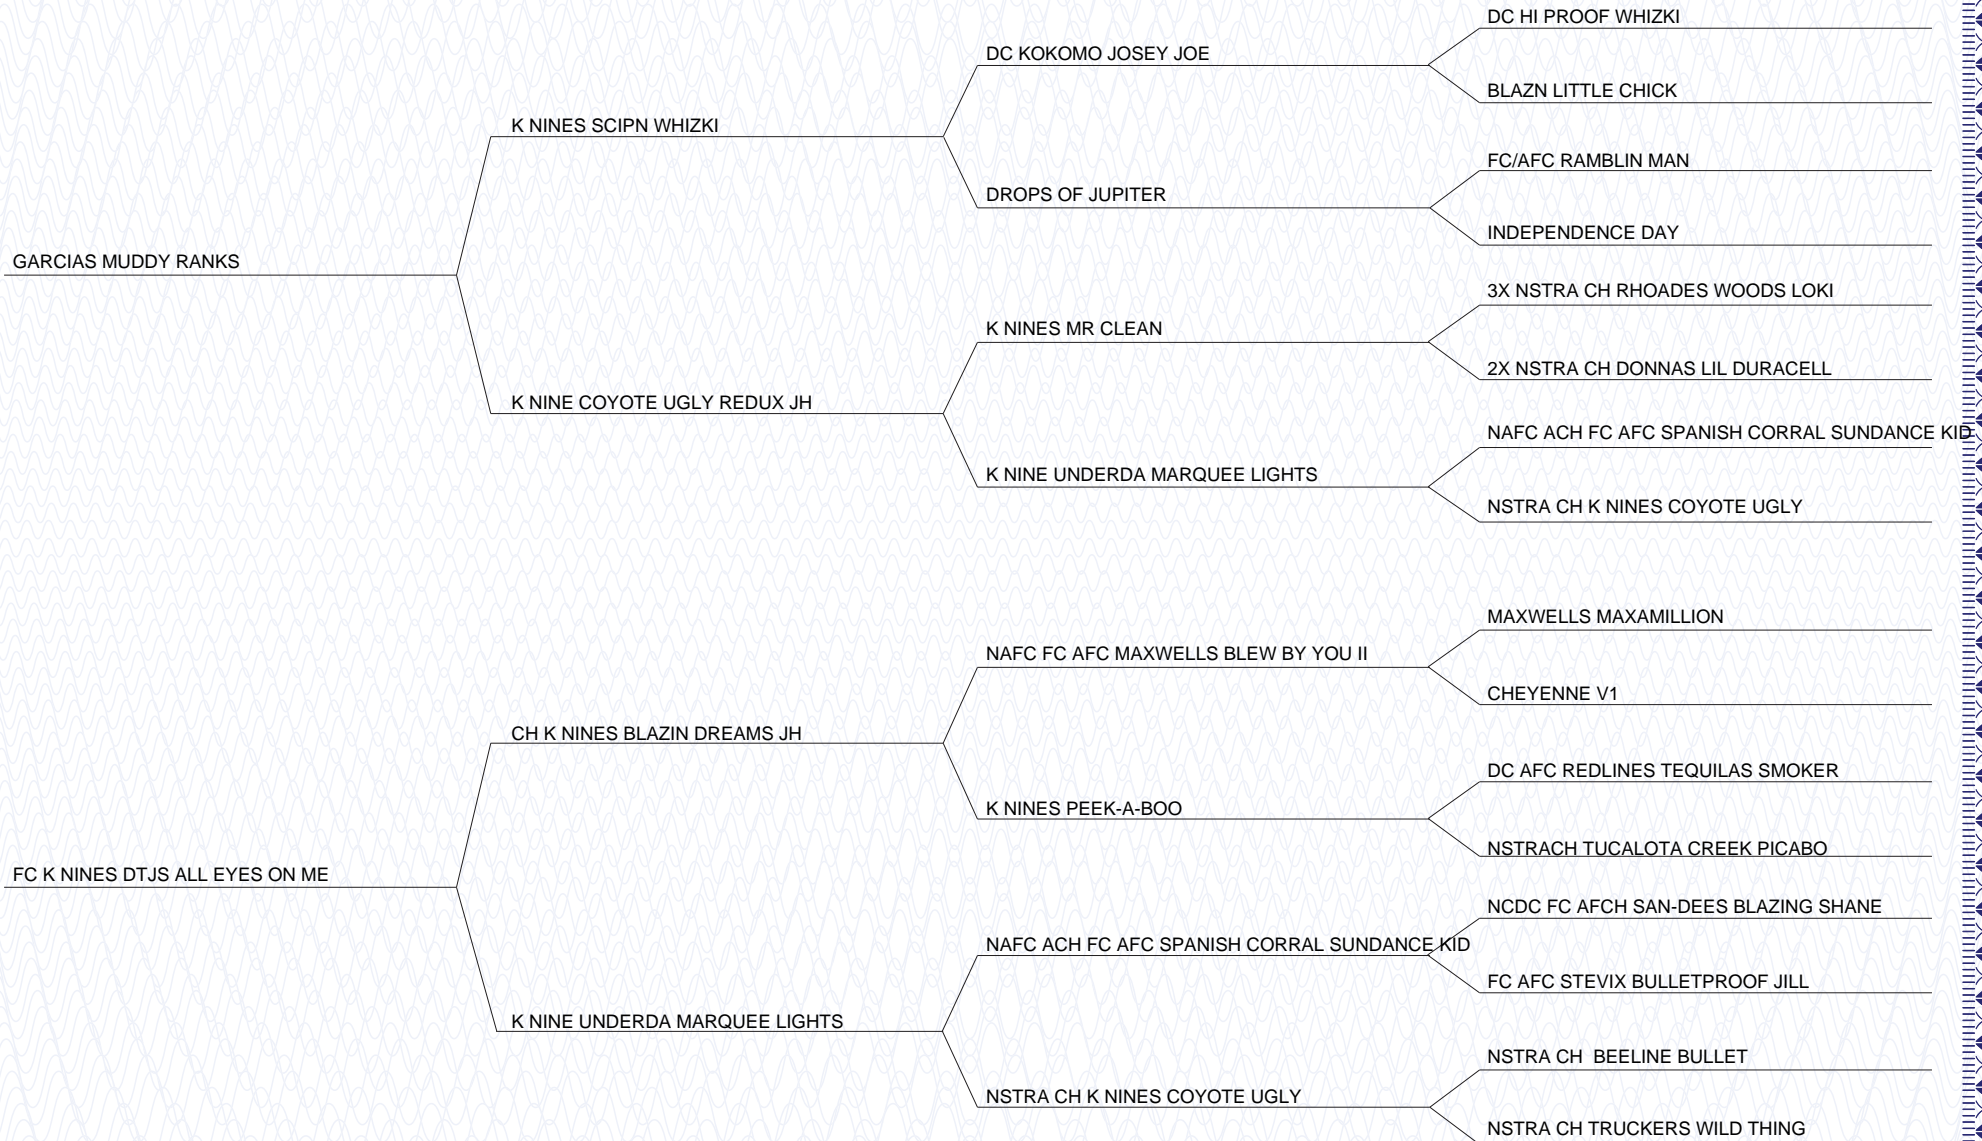 DC HI PROOF WHIZKI
DC KOKOMO JOSEY JOE
BLAZN LITTLE CHICK
K NINES SCIPN WHIZKI
FC/AFC RAMBLIN MAN
DROPS OF JUPITER
INDEPENDENCE DAY
GARCIAS MUDDY RANKS
3X NSTRA CH RHOADES WOODS LOKI
K NINES MR CLEAN
2X NSTRA CH DONNAS LIL DURACELL
K NINE COYOTE UGLY REDUX JH
NAFC ACH FC AFC SPANISH CORRAL SUNDANCE KID
K NINE UNDERDA MARQUEE LIGHTS
NSTRA CH K NINES COYOTE UGLY
MAXWELLS MAXAMILLION
NAFC FC AFC MAXWELLS BLEW BY YOU II
CHEYENNE V1
CH K NINES BLAZIN DREAMS JH
DC AFC REDLINES TEQUILAS SMOKER
K NINES PEEK-A-BOO
NSTRACH TUCALOTA CREEK PICABO
FC K NINES DTJS ALL EYES ON ME
NCDC FC AFCH SAN-DEES BLAZING SHANE
NAFC ACH FC AFC SPANISH CORRAL SUNDANCE KID
FC AFC STEVIX BULLETPROOF JILL
K NINE UNDERDA MARQUEE LIGHTS
NSTRA CH  BEELINE BULLET
NSTRA CH K NINES COYOTE UGLY
NSTRA CH TRUCKERS WILD THING